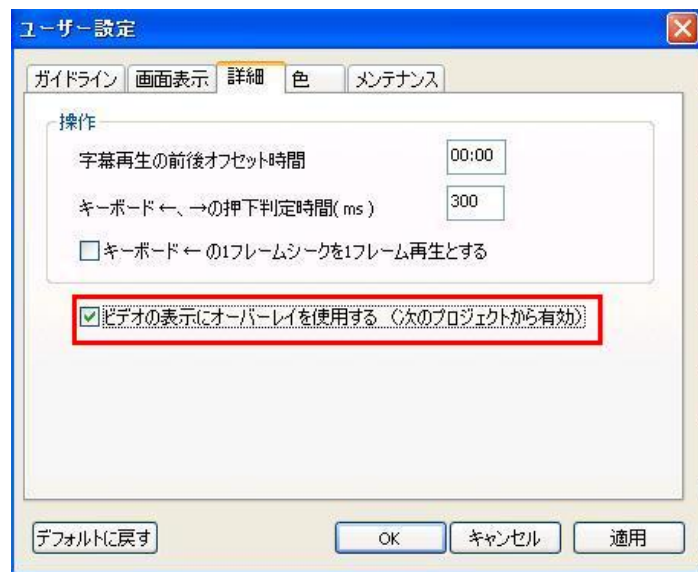 ユーザー設定
ガイドライン 画面表示 詳細 色 メンテナンス
操作
字幕再生の前後オフセット時間 00:00
キーボード←、→の押下判定時間(ms) 300
キーボード←の1フレームシークを1フレーム再生とする
ビデオの表示にオーバーレイを使用する (次のプロジェクトから有効)
デフォルトに戻す OK キャンセル 適用